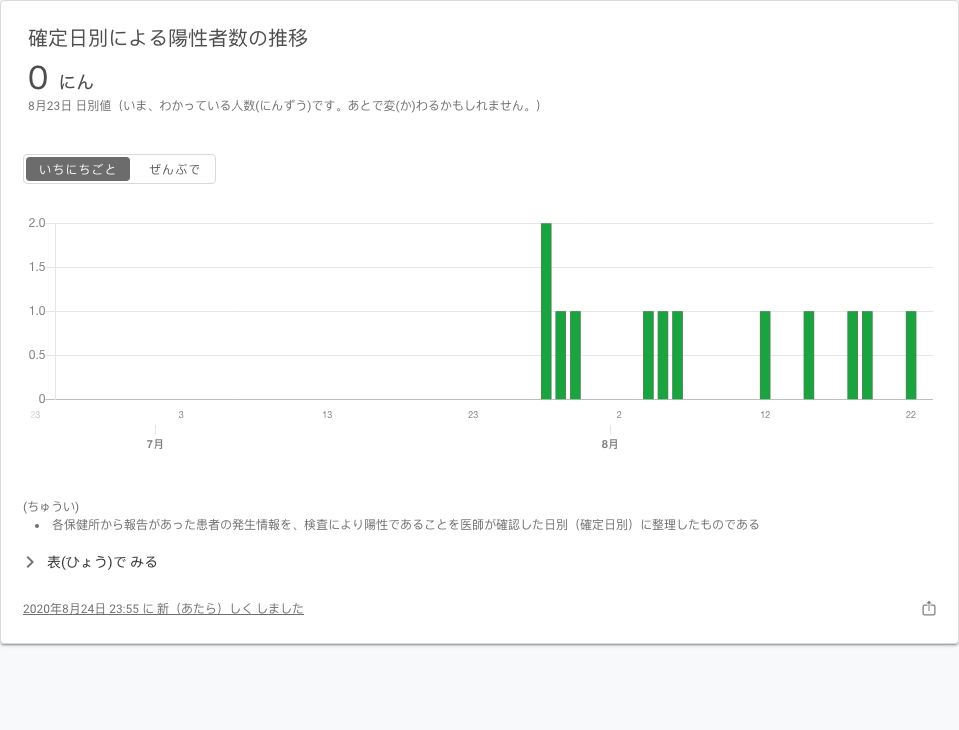 確定日別による陽性者数の推移
0 にん
8月23日 日別値（いま、わかっている人数(にんずう)です。あとで変(か)わるかもしれません。）
いちにちごと ぜんぶで
2.0
1.5
1.0
0.5
0
23 3 13 23 2 12 22
7月 8月
(ちゅうい)
• 各保健所から報告があった患者の発生情報を、検査により陽性であることを医師が確認した日別（確定日別）に整理したものである
表(ひょう)で みる
2020年8月24日 23:55 に 新（あたら）しく しました